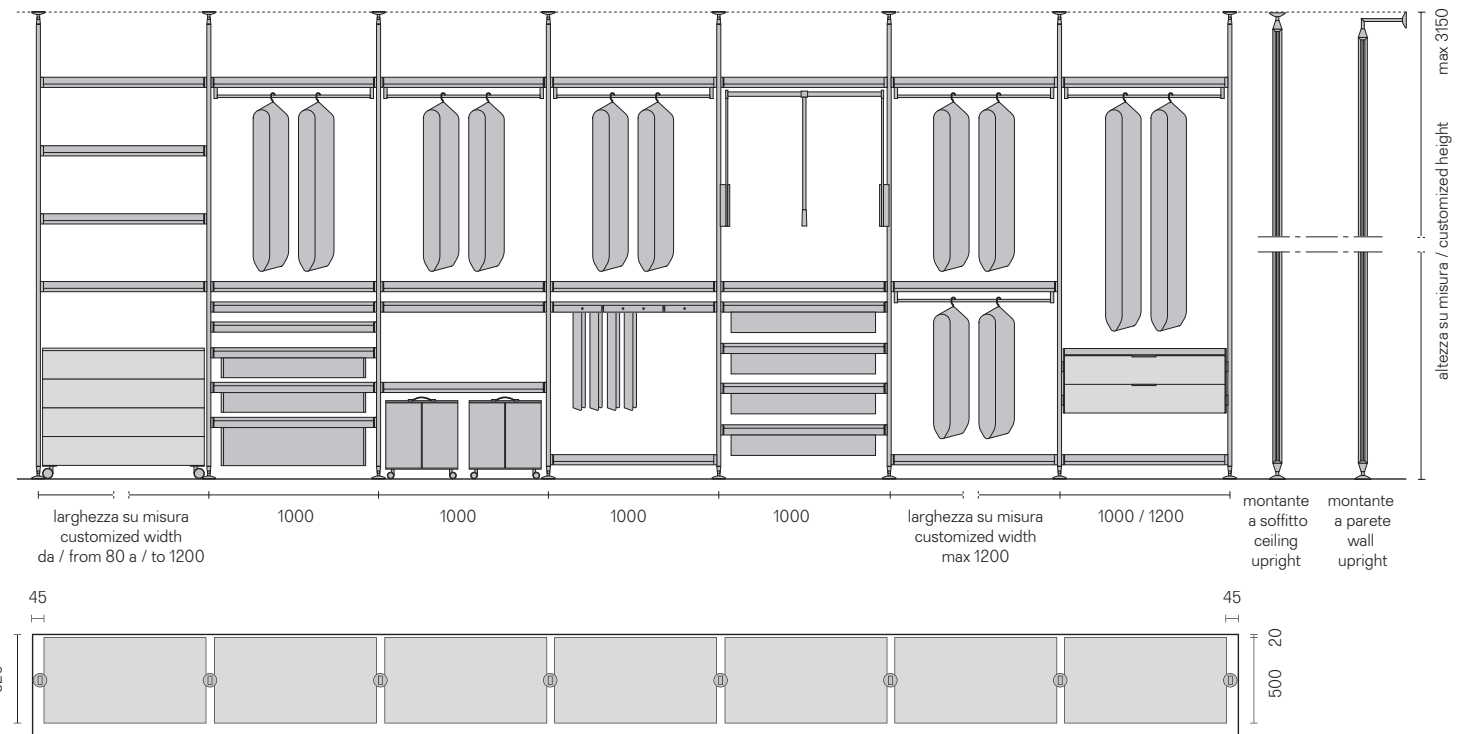 max 3150
altezza su misura / customized height
larghezza su misura
customized width
da / from 80 a / to 1200
1000
1000
1000
1000
larghezza su misura
customized width
max 1200
1000 / 1200
montante
a soffitto
ceiling
upright
montante
a parete
wall
upright
45
45
20
500